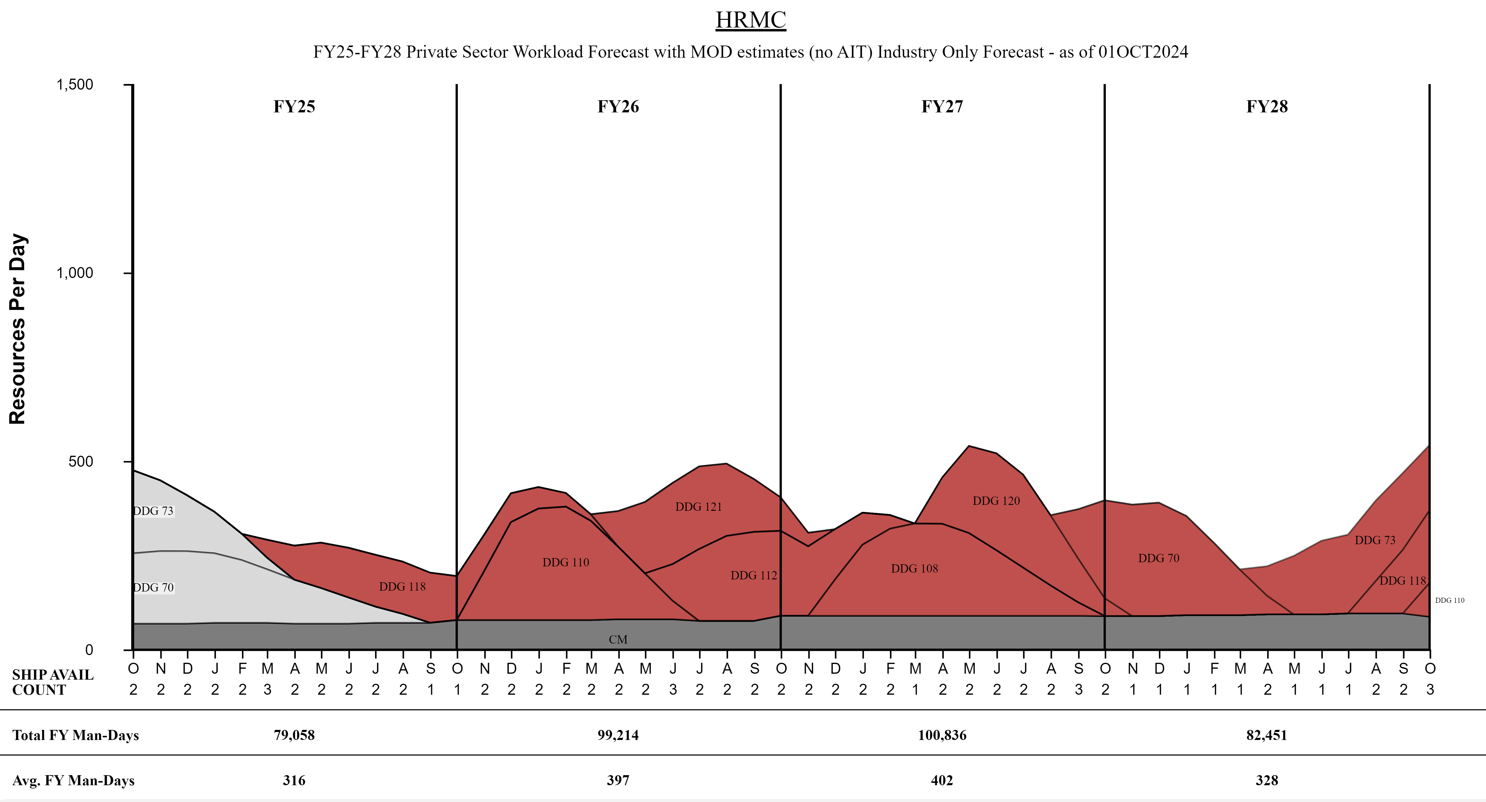 HRMC
FY25-FY28 Private Sector Workload Forecast with MOD estimates (no AIT) Industry Only Forecast - as of 01OCT2024
1,500
FY25 FY26 FY27 FY28
1,000
Resources Per Day
500
DDG 121
DDG 120
DDG 73
DDG 73
DDG 110
DDG 70
DDG 108
DDG 112
DDG 118
DDG 70
DDG 118
DDG 110
CM
0
O N D J F M A M J J A S O N D J F M A M J J A S O N D J F M A M J J A S O N D J F M A M J J A S O
SHIP AVAIL
COUNT
2 2 2 2 2 3 2 2 2 2 2 1 1 2 2 2 2 2 2 2 3 2 2 2 2 2 2 2 2 1 2 2 2 2 2 3 2 1 1 1 1 1 2 1 1 1 2 2 3
Total FY Man-Days 79,058 99,214 100,836 82,451
Avg. FY Man-Days 316 397 402 328